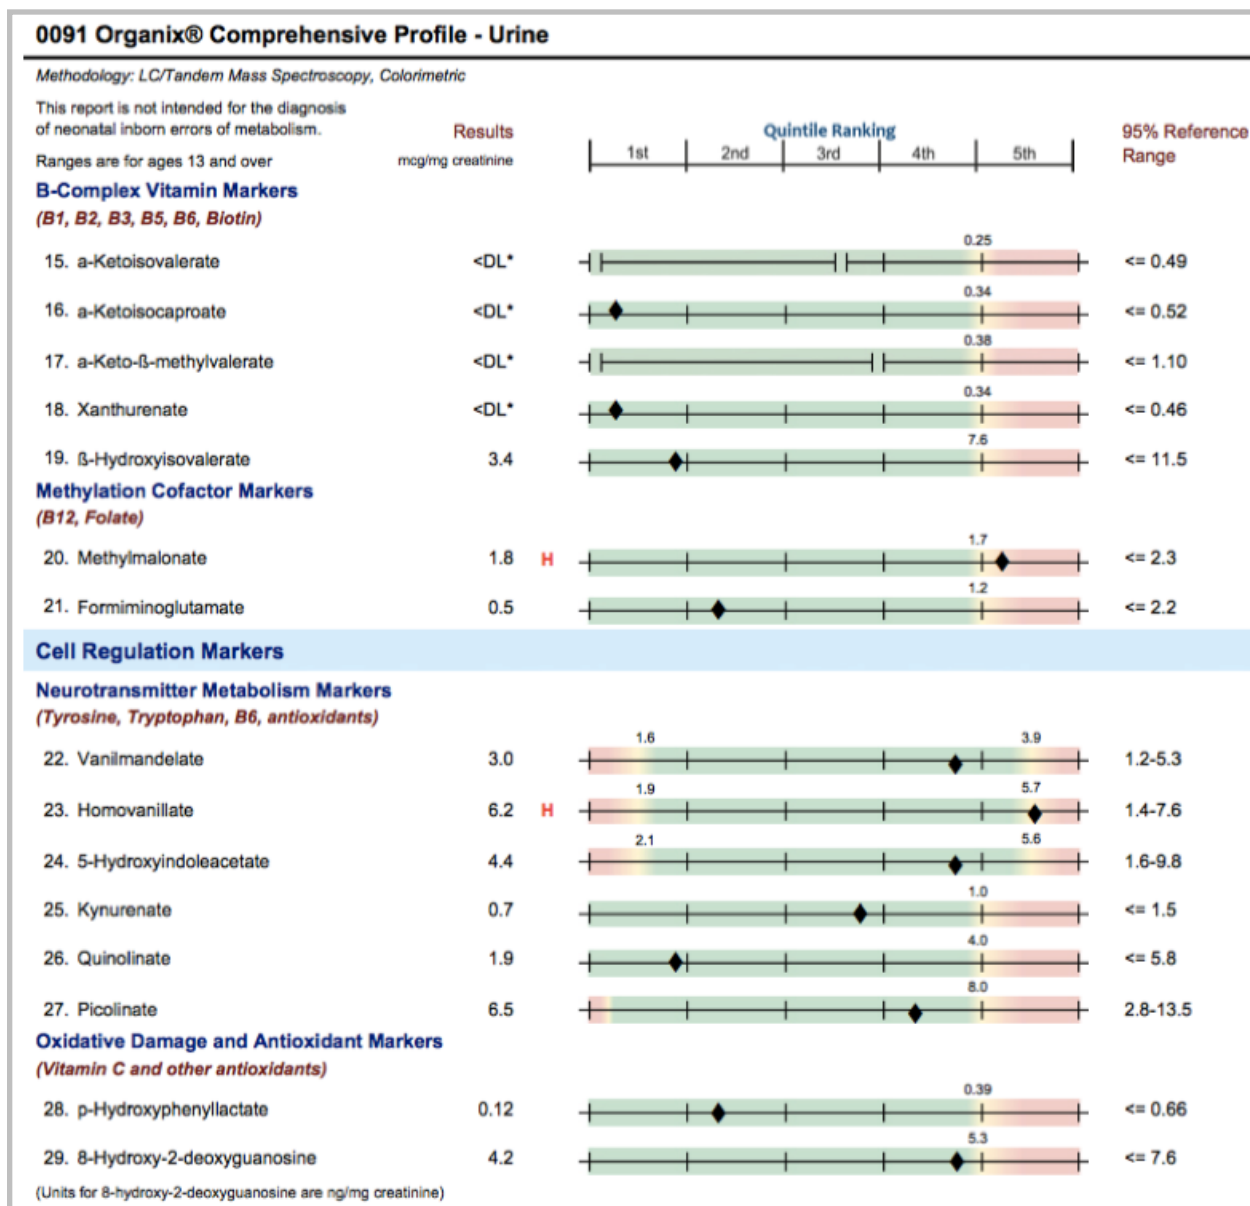 0091 Organix® Comprehensive Profile - Urine
Methodology: LC/Tandem Mass Spectroscopy, Colorimetric
This report is not intended for the diagnosis
of neonatal inborn errors of metabolism. Results Quintile Ranking 95% Reference
Ranges are for ages 13 and over mcg/mg creatinine 1st 2nd 3rd 4th 5th Range
B-Complex Vitamin Markers
(B1, B2, B3, B5, B6, Biotin)
0.25
15. a-Ketoisovalerate <DL* <= 0.49
0.34
16. a-Ketoisocaproate <DL* <= 0.52
0.38
17. a-Keto-ß-methylvalerate <DL* <= 1.10
0.34
18. Xanthurenate <DL* <= 0.46
7.6
19. ß-Hydroxyisovalerate 3.4 <= 11.5
Methylation Cofactor Markers
(B12, Folate)
1.7
20. Methylmalonate 1.8 H <= 2.3
1.2
21. Formiminoglutamate 0.5 <= 2.2
Cell Regulation Markers
Neurotransmitter Metabolism Markers
(Tyrosine, Tryptophan, B6, antioxidants)
1.6 3.9
22. Vanilmandelate 3.0 1.2-5.3
1.9 5.7
23. Homovanillate 6.2 H 1.4-7.6
2.1 5.6
24. 5-Hydroxyindoleacetate 4.4 1.6-9.8
1.0
25. Kynurenate 0.7 <= 1.5
4.0
26. Quinolinate 1.9 <= 5.8
8.0
27. Picolinate 6.5 2.8-13.5
Oxidative Damage and Antioxidant Markers
(Vitamin C and other antioxidants)
0.39
28. p-Hydroxyphenyllactate 0.12 <= 0.66
5.3
29. 8-Hydroxy-2-deoxyguanosine 4.2 <= 7.6
(Units for 8-hydroxy-2-deoxyguanosine are ng/mg creatinine)